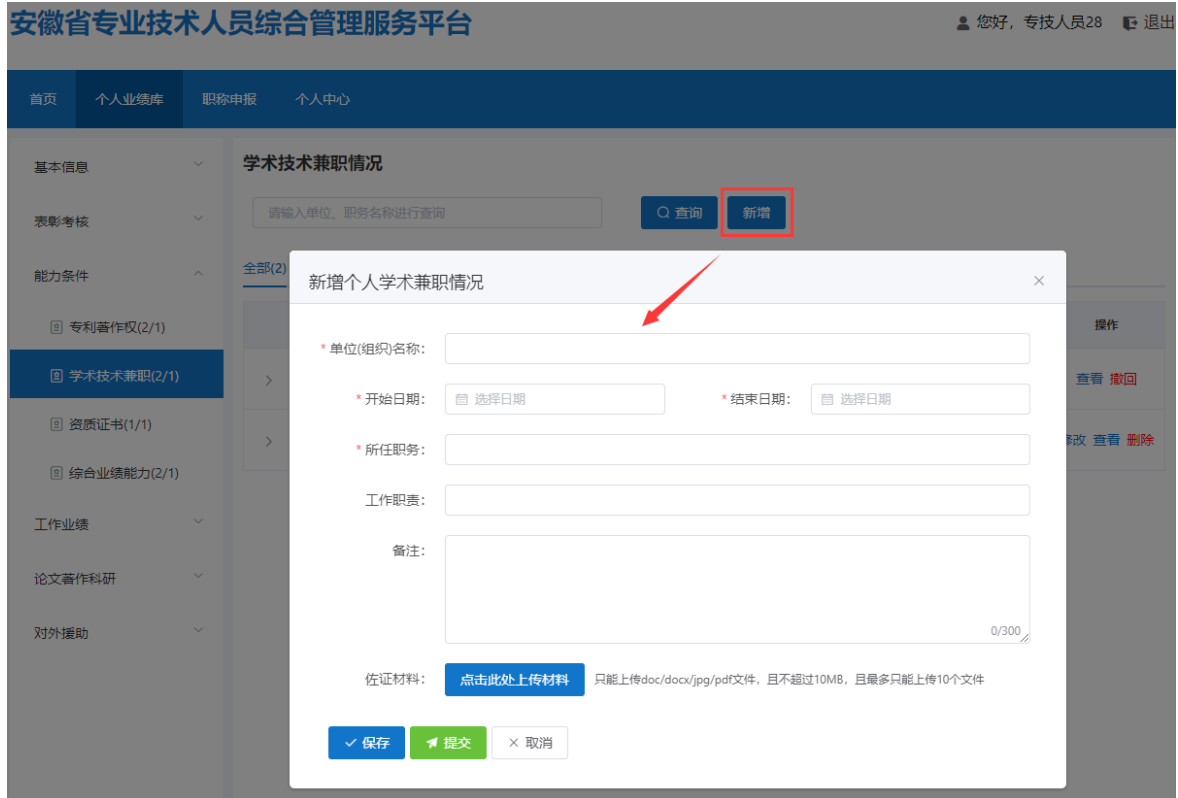 安徽省专业技术人员综合管理服务平台
您好，专技人员28 退出
首页 个人业绩库 职称申报 个人中心
基本信息
表彰考核
能力条件
专利著作权(2/1)
学术技术兼职(2/1)
资质证书(1/1)
综合业绩能力(2/1)
工作业绩
论文著作科研
对外援助
学术技术兼职情况
请输入单位、职务名称进行查询
查询 新增
全部(2)
操作
查看 撤回
修改 查看 删除
新增个人学术兼职情况
* 单位(组织)名称：
* 开始日期： 选择日期 * 结束日期： 选择日期
* 所任职务：
工作职责：
备注：
0/300
佐证材料： 点击此处上传材料 只能上传doc/docx/jpg/pdf文件，且不超过10MB，且最多只能上传10个文件
保存 提交 取消